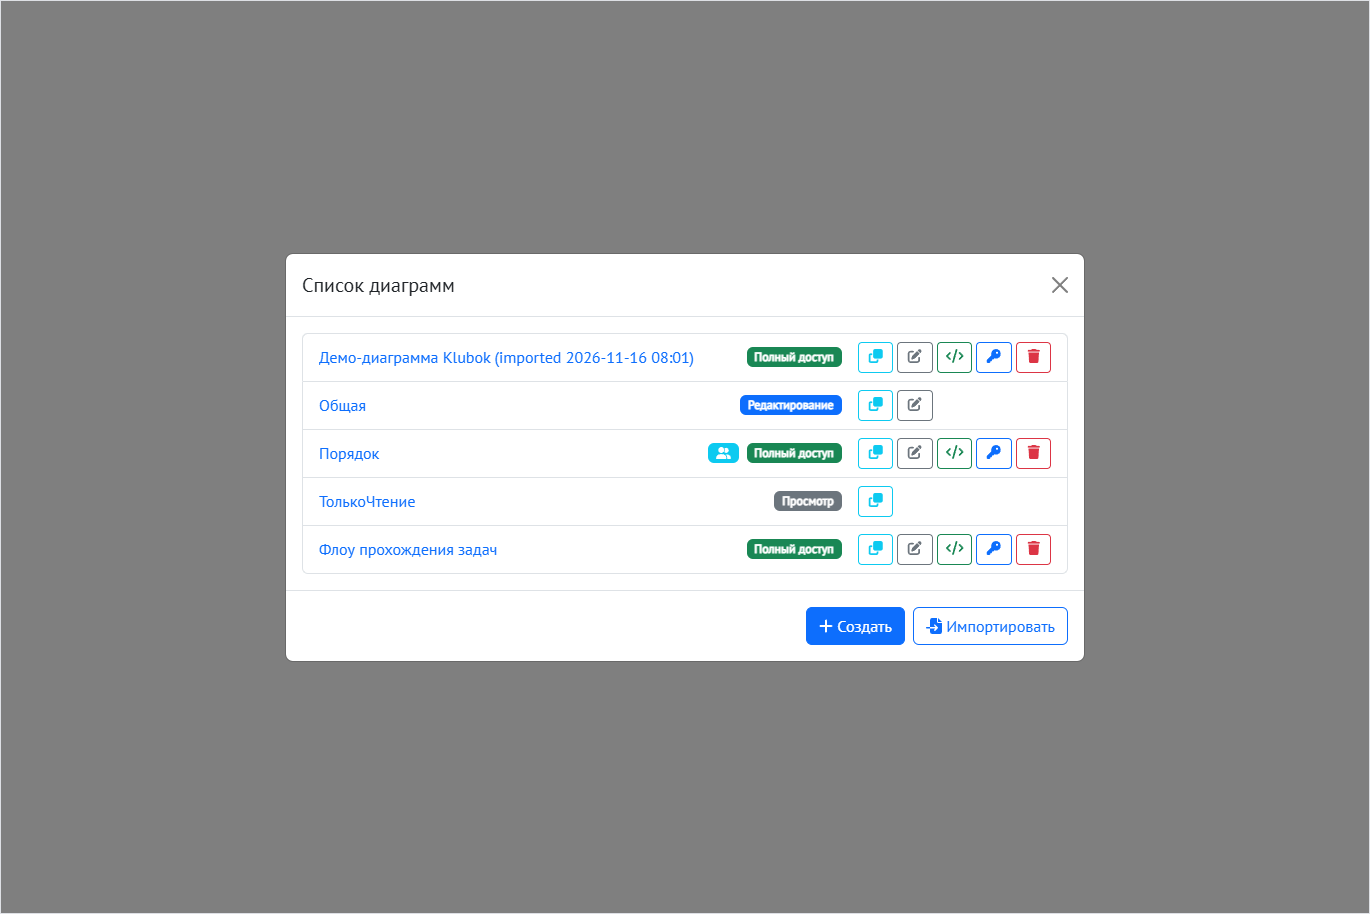 Список диаграмм
Демо-диаграмма Klubok (imported 2026-11-16 08:01) Полный доступ
Общая Редактирование
Порядок Полный доступ
ТолькоЧтение Просмотр
Флоу прохождения задач Полный доступ
Создать Импортировать